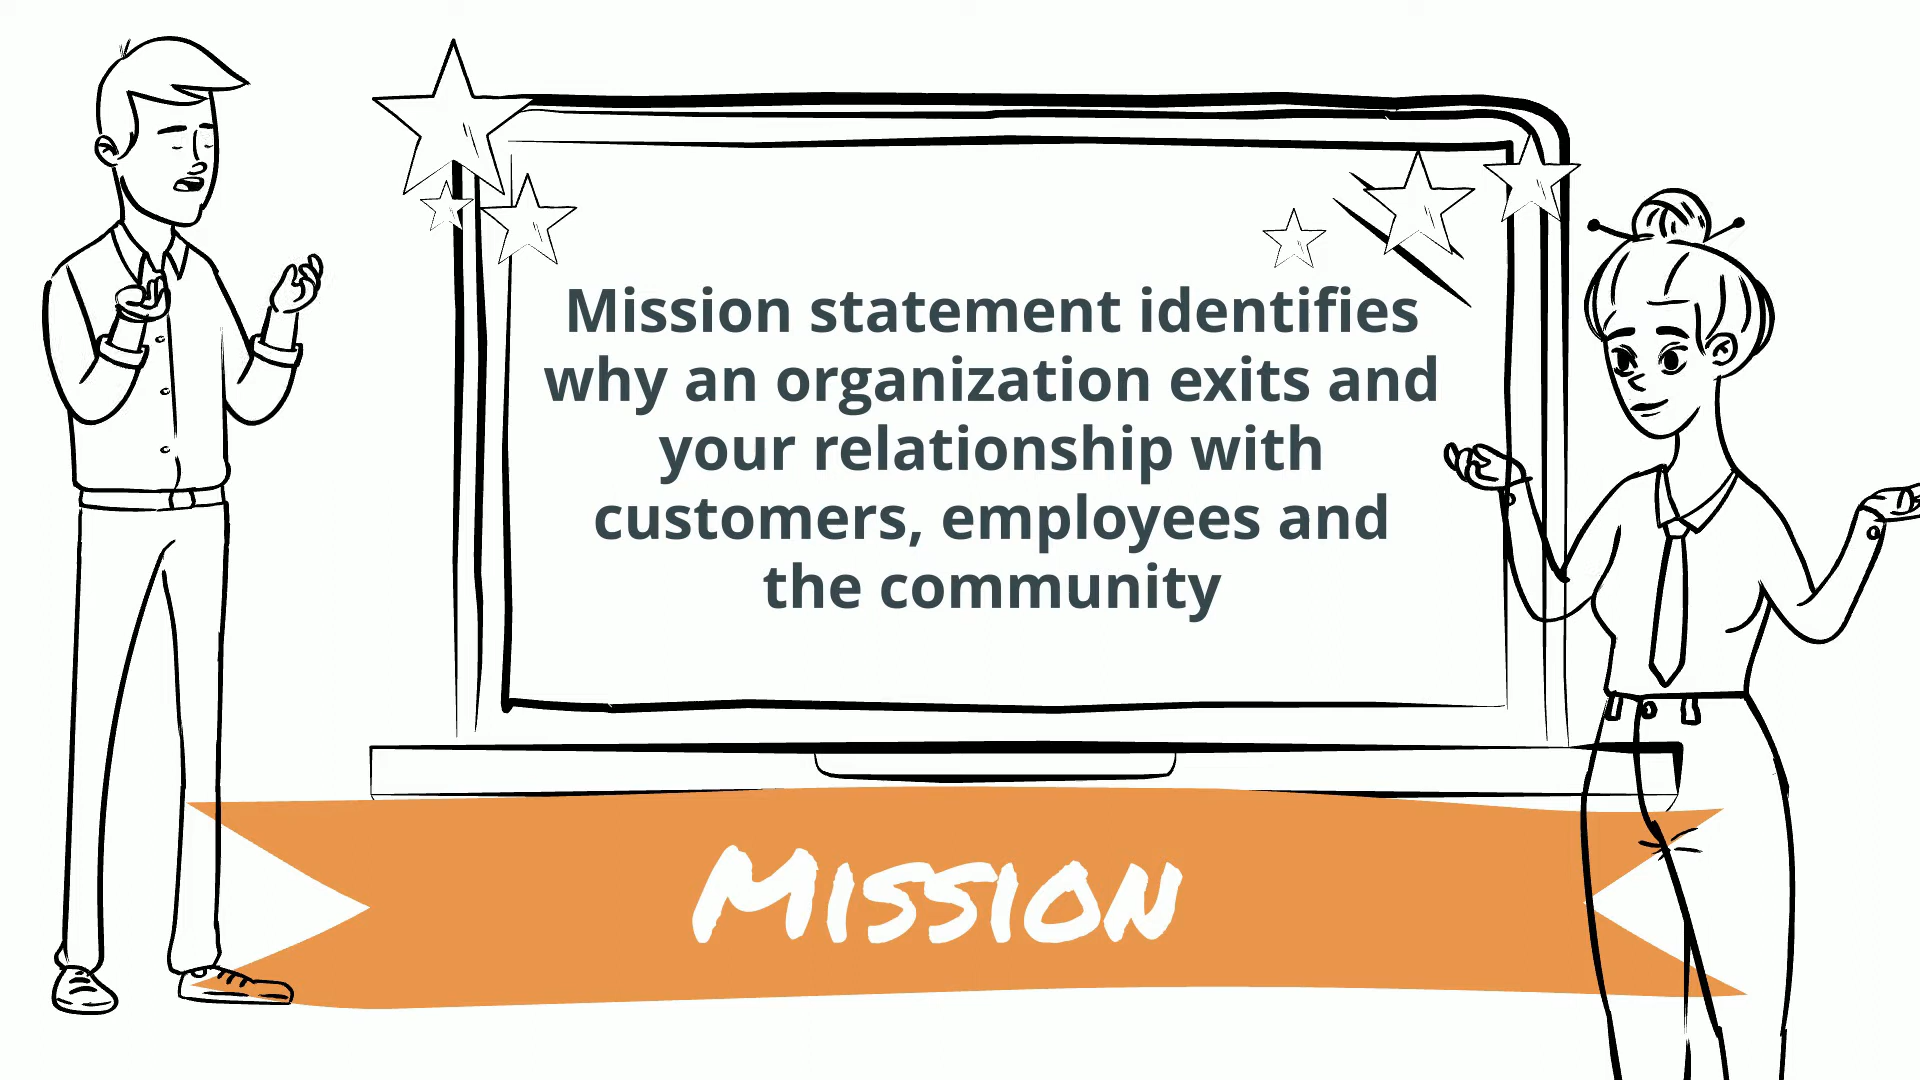 Mission statement identifies
why an organization exits and
your relationship with
customers, employees and
the community
Mission